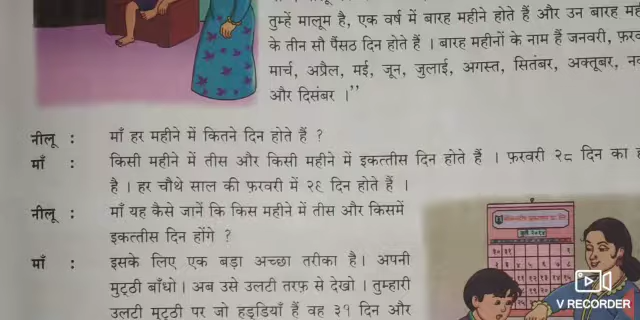 तुम्हें मालूम है, एक वर्ष में बारह महीने होते हैं और उन बारह
के तीन सौ पैंसठ दिन होते हैं । बारह महीनों के नाम हैं जनवरी,
मार्च, अप्रैल, मई, जून, जुलाई, अगस्त, सितंबर, अक्तूबर,
और दिसंबर ।”
नीलू : माँ हर महीने में कितने दिन होते हैं ?
माँ : किसी महीने में तीस और किसी महीने में इकत्तीस दिन होते हैं । फ़रवरी २८ दिन का
है । हर चौथे साल की फ़रवरी में २९ दिन होते हैं ।
नीलू : माँ यह कैसे जानें कि किस महीने में तीस और किसमें
इकत्तीस दिन होंगे ?
माँ : इसके लिए एक बड़ा अच्छा तरीका है। अपनी
मुट्ठी बाँधो। अब उसे उलटी तरफ़ से देखो । तुम्हारी
उलटी मुट्ठी पर जो हड्डियाँ हैं वह ३१ दिन और
V RECORDER